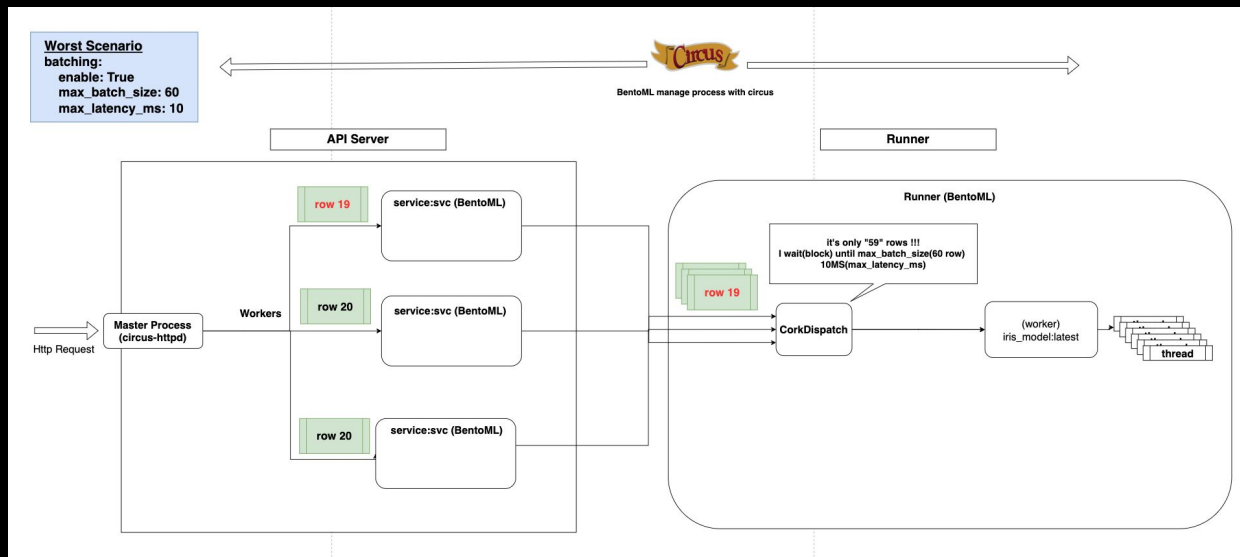 Worst Scenario
batching:
enable: True
max_batch_size: 60
max_latency_ms: 10
Circus
BentoML manage process with circus
API Server
Runner
row 19
service:svc (BentoML)
Runner (BentoML)
it's only "59" rows !!!
I wait(block) until max_batch_size(60 row)
10MS(max_latency_ms)
row 19
row 20
service:svc (BentoML)
Workers
Master Process
(circus-httpd)
Http Request
CorkDispatch
(worker)
iris_model:latest
thread
row 20
service:svc (BentoML)